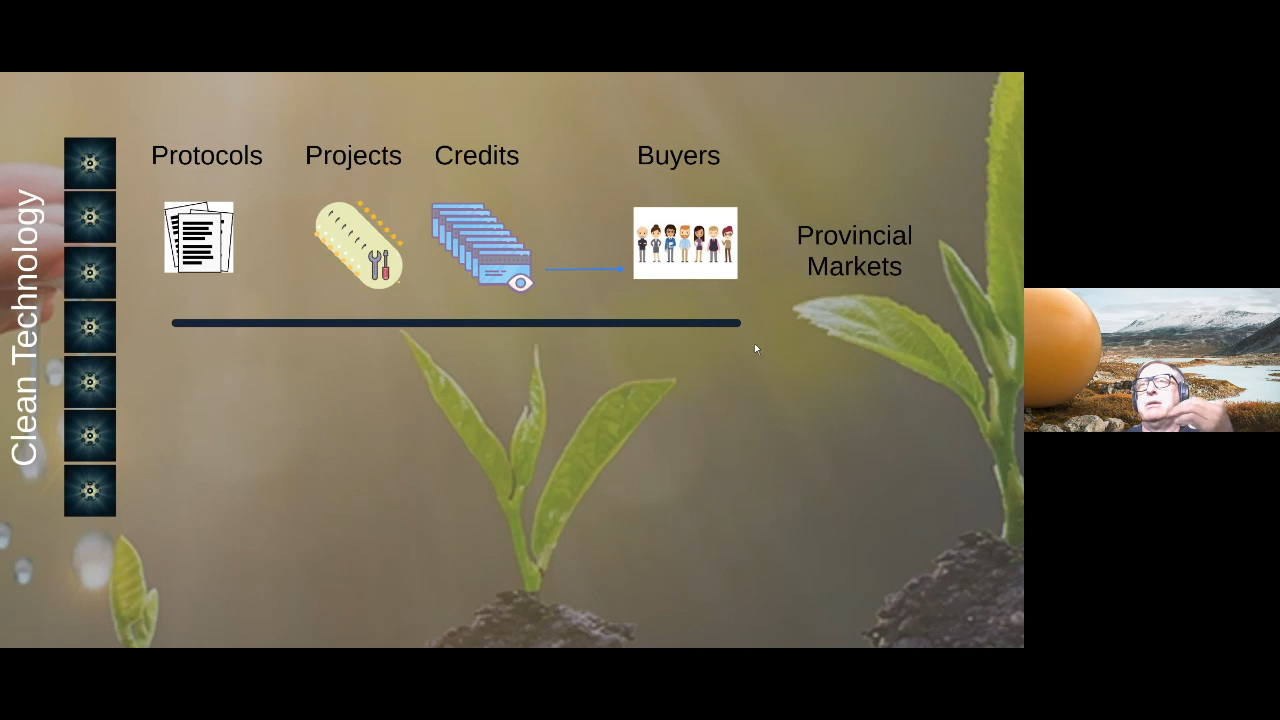 Clean Technology
Protocols
Projects
Credits
Buyers
Provincial
Markets